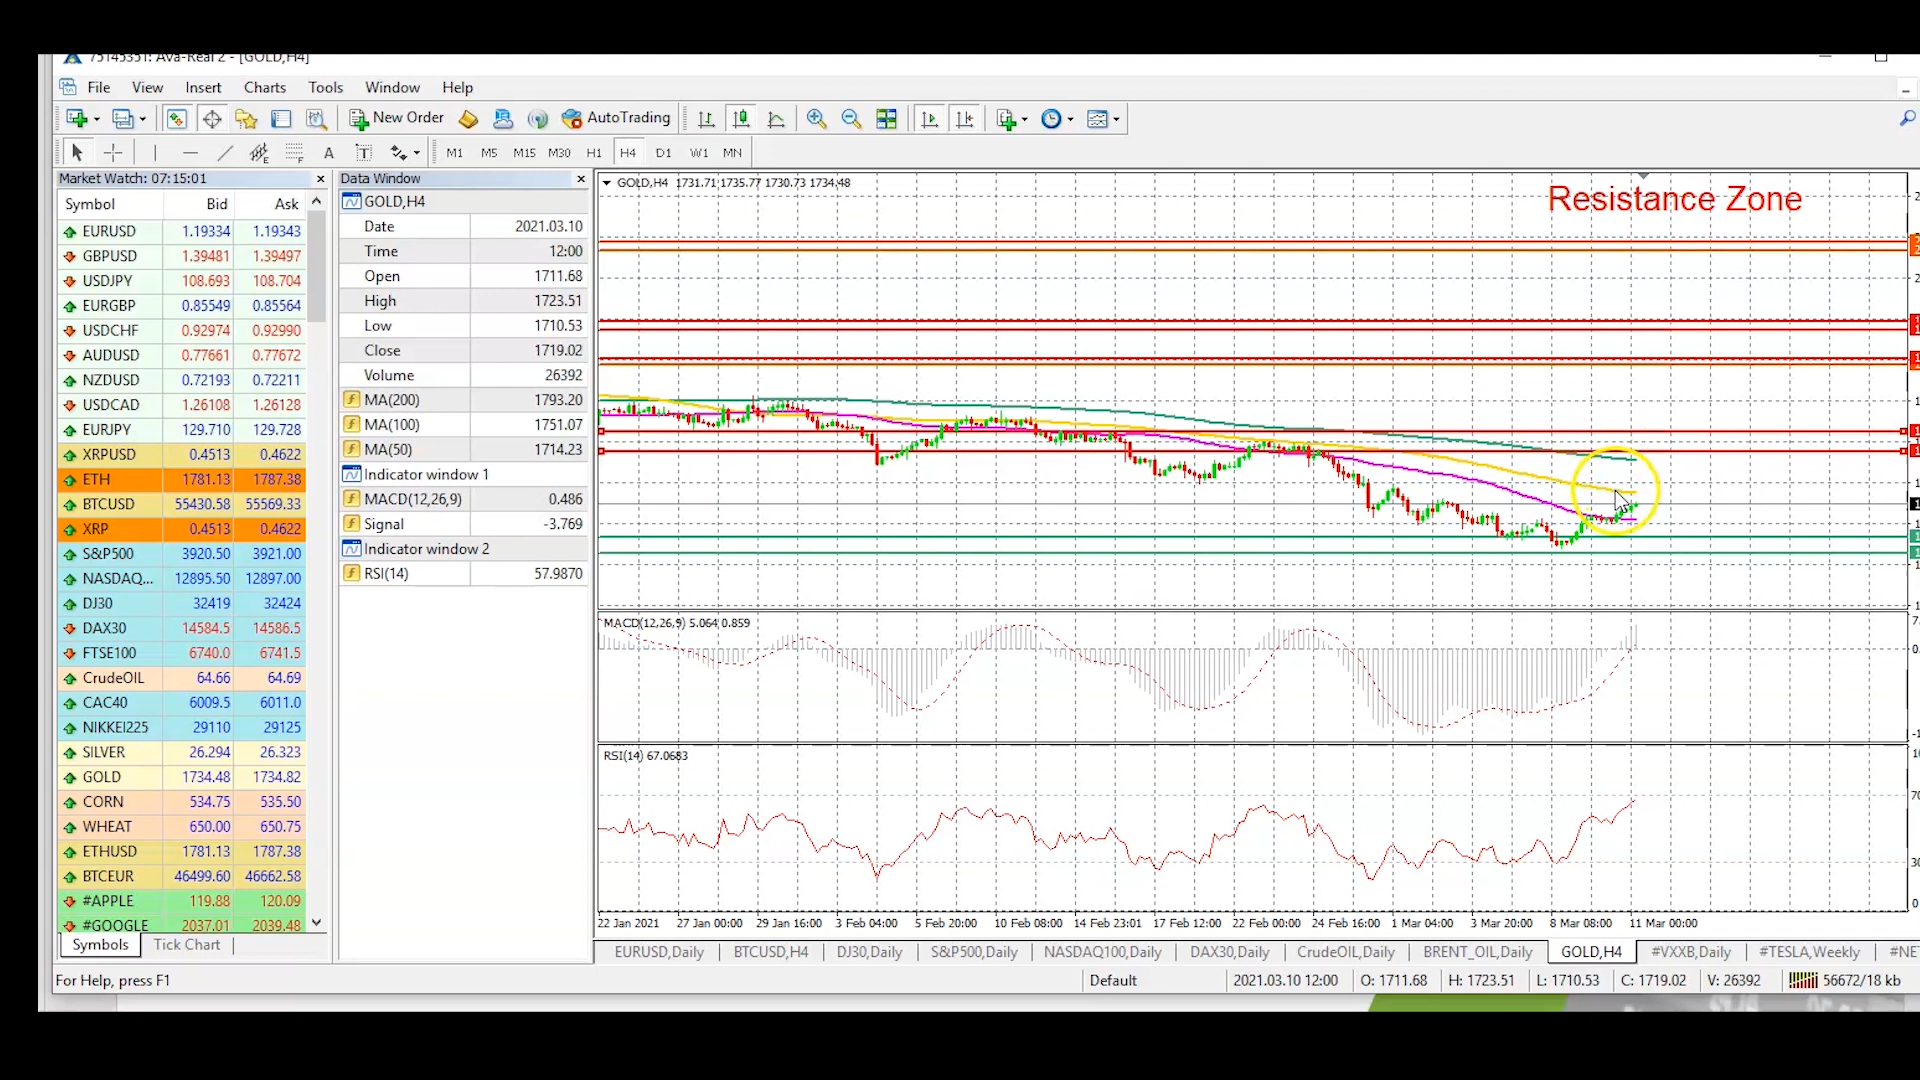 75145351: Ava-Real 2 - [GOLD,H4]
File View Insert Charts Tools Window Help
New Order AutoTrading
A T M1 M5 M15 M30 H1 H4 D1 W1 MN
Market Watch: 07:15:01
Symbol Bid Ask
EURUSD 1.19334 1.19343
GBPUSD 1.39481 1.39497
USDJPY 108.693 108.704
EURGBP 0.85549 0.85564
USDCHF 0.92974 0.92990
AUDUSD 0.77661 0.77672
NZDUSD 0.72193 0.72211
USDCAD 1.26108 1.26128
EURJPY 129.710 129.728
XRPUSD 0.4513 0.4622
ETH 1781.13 1787.38
BTCUSD 55430.58 55569.33
XRP 0.4513 0.4622
S&P500 3920.50 3921.00
NASDAQ... 12895.50 12897.00
DJ30 32419 32424
DAX30 14584.5 14586.5
FTSE100 6740.0 6741.5
CrudeOIL 64.66 64.69
CAC40 6009.5 6011.0
NIKKEI225 29110 29125
SILVER 26.294 26.323
GOLD 1734.48 1734.82
CORN 534.75 535.50
WHEAT 650.00 650.75
ETHUSD 1781.13 1787.38
BTCEUR 46499.60 46662.58
#APPLE 119.88 120.09
#GOOGLE 2037.01 2039.48
Symbols Tick Chart
Data Window
GOLD,H4
Date 2021.03.10
Time 12:00
Open 1711.68
High 1723.51
Low 1710.53
Close 1719.02
Volume 26392
MA(200) 1793.20
MA(100) 1751.07
MA(50) 1714.23
Indicator window 1
MACD(12,26,9) 0.486
Signal -3.769
Indicator window 2
RSI(14) 57.9870
GOLD,H4 1731.71 1735.77 1730.73 1734.48
Resistance Zone
MACD(12,26,9) 5.064 0.859
RSI(14) 67.0683
70
30
0
22 Jan 2021 27 Jan 00:00 29 Jan 16:00 3 Feb 04:00 5 Feb 20:00 10 Feb 08:00 14 Feb 23:01 17 Feb 12:00 22 Feb 00:00 24 Feb 16:00 1 Mar 04:00 3 Mar 20:00 8 Mar 08:00 11 Mar 00:00
EURUSD,Daily BTCUSD,H4 DJ30,Daily S&P500,Daily NASDAQ100,Daily DAX30,Daily CrudeOIL,Daily BRENT_OIL,Daily GOLD,H4 #VXXB,Daily #TESLA,Weekly #NE
For Help, press F1 Default 2021.03.10 12:00 O: 1711.68 H: 1723.51 L: 1710.53 C: 1719.02 V: 26392 56672/18 kb